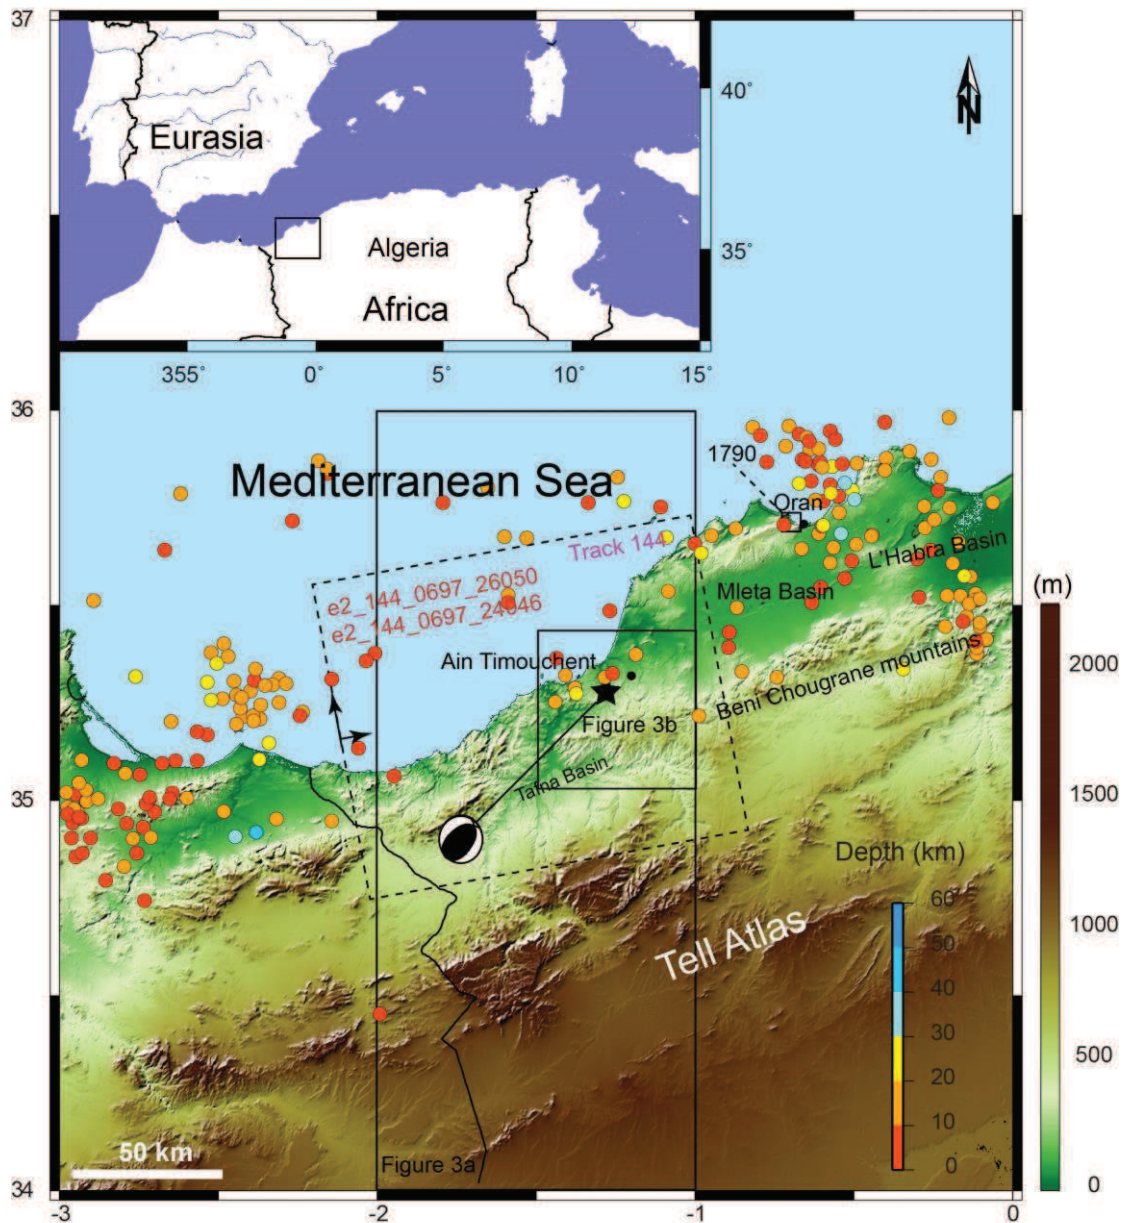 37
Eurasia
Algeria
Africa
40°
35°
355°
0°
5°
10°
15°
N
36
Mediterranean Sea
1790
Oran
Track 144
L'Habra Basin
Mleta Basin
e2_144_0697_26050
e2_144_0697_24046
Ain Timouchent
Beni Chougrane mountains
Figure 3b
Tafna Basin
35
Depth (km)
60
50
40
30
20
10
0
(m)
2000
1500
1000
500
0
Tell Atlas
50 km
Figure 3a
34
-3
-2
-1
0